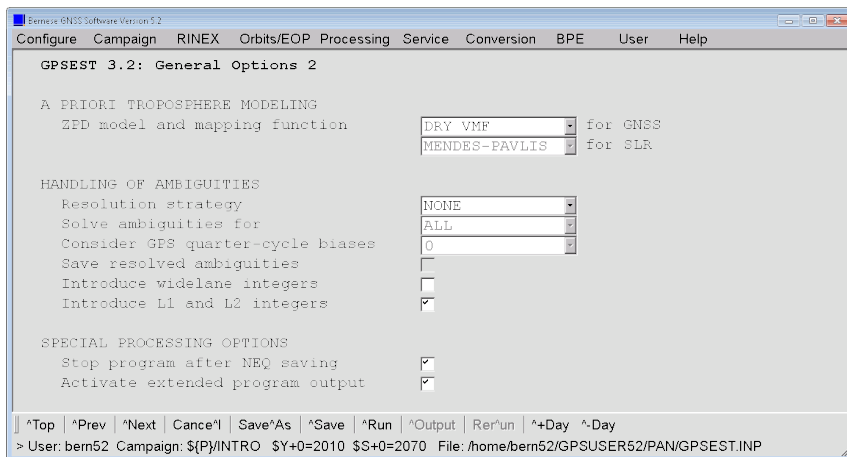 Bernese GNSS Software Version 5.2
Configure Campaign RINEX Orbits/EOP Processing Service Conversion BPE User Help
GPSEST 3.2: General Options 2
A PRIORI TROPOSPHERE MODELING
ZPD model and mapping function DRY VMF for GNSS
MENDES-PAVLIS for SLR
HANDLING OF AMBIGUITIES
Resolution strategy NONE
Solve ambiguities for ALL
Consider GPS quarter-cycle biases 0
Save resolved ambiguities
Introduce widelane integers
Introduce L1 and L2 integers
SPECIAL PROCESSING OPTIONS
Stop program after NEQ saving
Activate extended program output
^Top | ^Prev | ^Next | Cance^l | Save^As | ^Save | ^Run | ^Output | Rer^un | ^+Day ^-Day
> User: bern52 Campaign: ${P}/INTRO $Y+0=2010 $S+0=2070 File: /home/bern52/GPSUSER52/PAN/GPSEST.INP